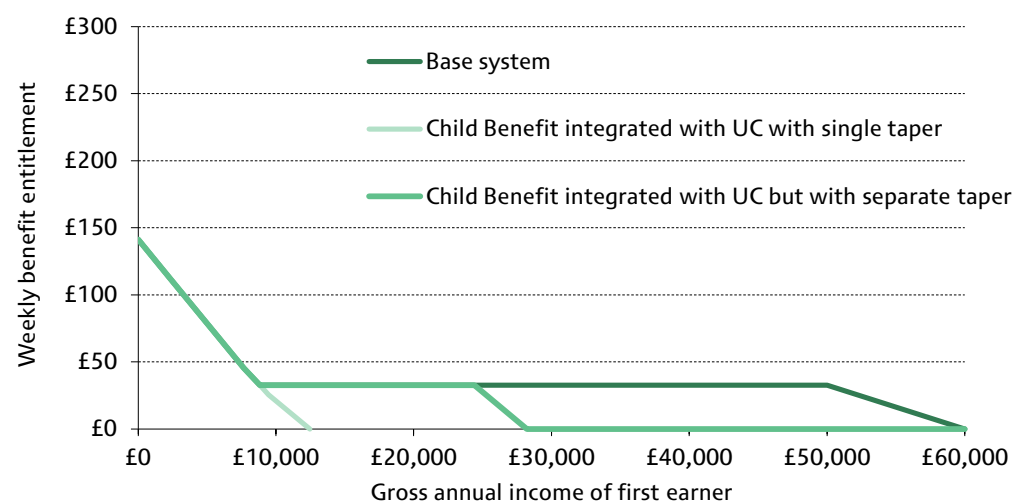 £300
£250
£200
£150
£100
£50
£0
Weekly benefit entitlement
Base system
Child Benefit integrated with UC with single taper
Child Benefit integrated with UC but with separate taper
£0 £10,000 £20,000 £30,000 £40,000 £50,000 £60,000
Gross annual income of first earner